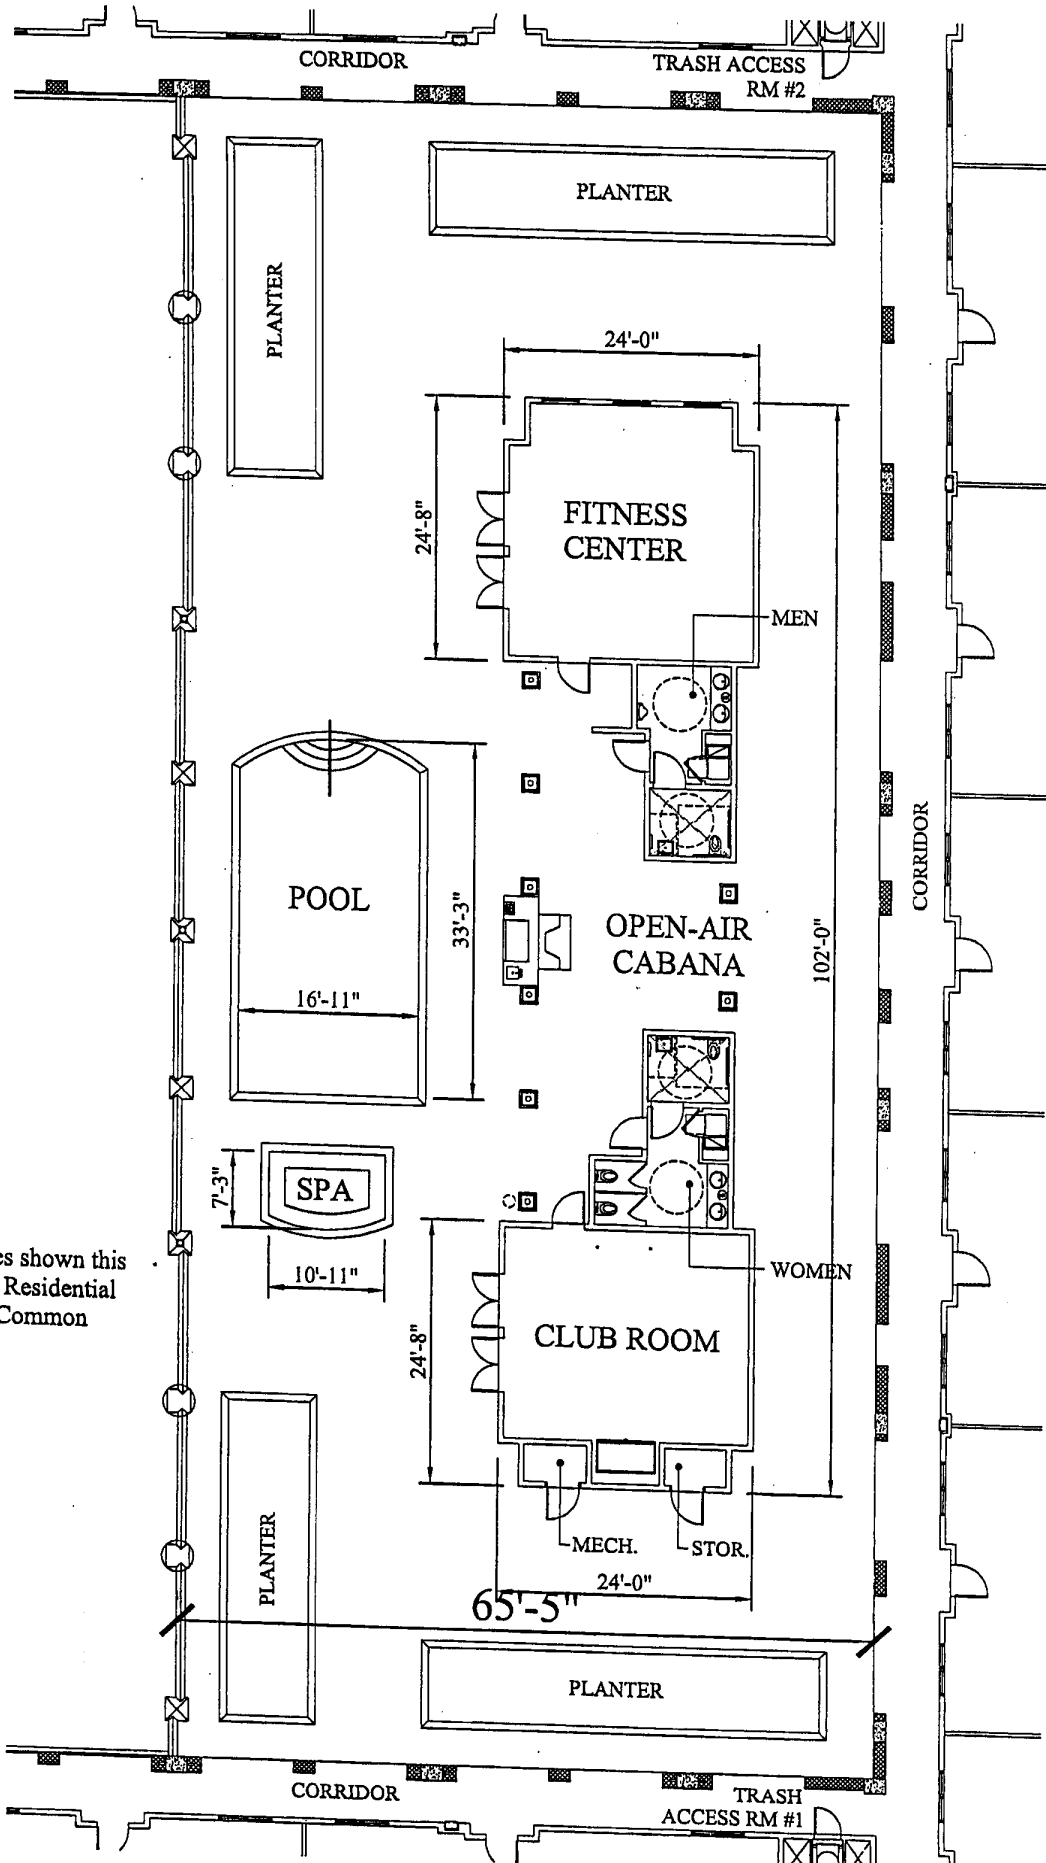 CORRIDOR
TRASH ACCESS
RM #2
PLANTER
PLANTER
24'-0"
24'-8"
FITNESS
CENTER
MEN
POOL
33'-3"
16'-11"
OPEN-AIR
CABANA
102'-0"
CORRIDOR
SPA
7'-3"
10'-11"
es shown this
Residential
Common
WOMEN
CLUB ROOM
24'-8"
MECH.
STOR.
24'-0"
65'-5"
PLANTER
PLANTER
CORRIDOR
TRASH
ACCESS RM #1